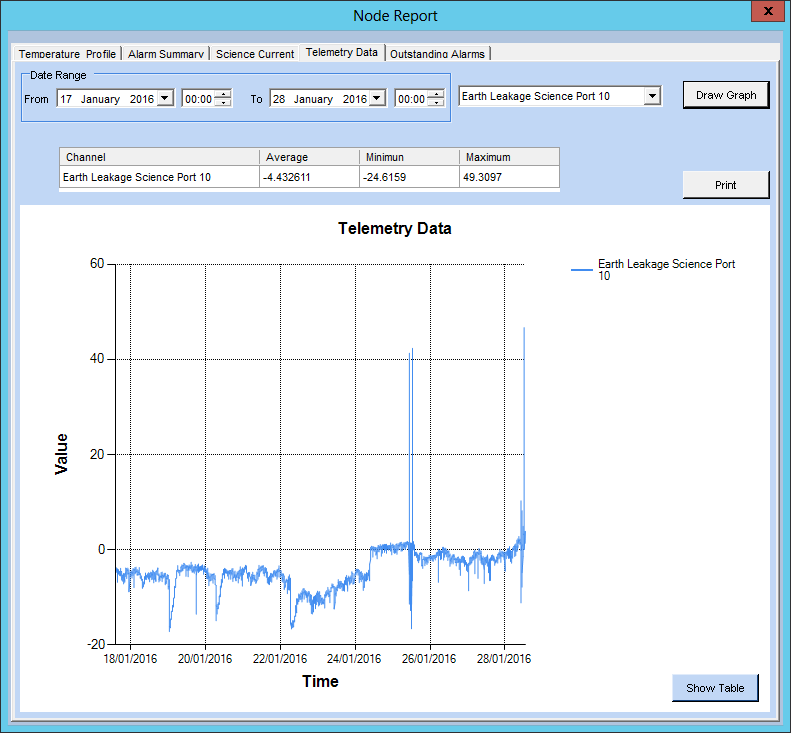 Node Report
x
Temperature Profile
Alarm Summary
Science Current
Telemetry Data
Outstanding Alarms
Date Range
From
17 January 2016
00:00
To
28 January 2016
00:00
Earth Leakage Science Port 10
Draw Graph
Channel Average Minimun Maximum
Earth Leakage Science Port 10 -4.432611 -24.6159 49.3097
Print
Telemetry Data
Earth Leakage Science Port
10
60
40
20
0
-20
Value
18/01/2016 20/01/2016 22/01/2016 24/01/2016 26/01/2016 28/01/2016
Time
Show Table